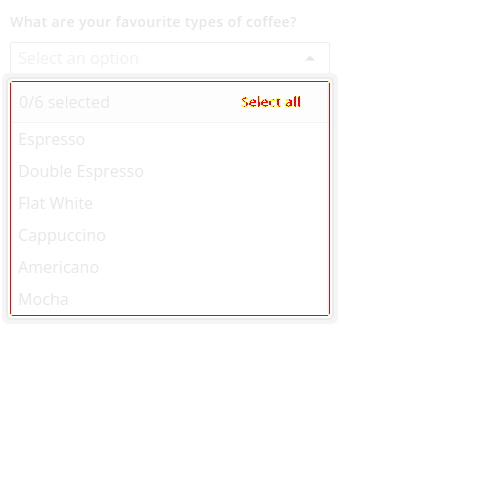 What are your favourite types of coffee?
Select an option
0/6 selected Select all
Espresso
Double Espresso
Flat White
Cappuccino
Americano
Mocha